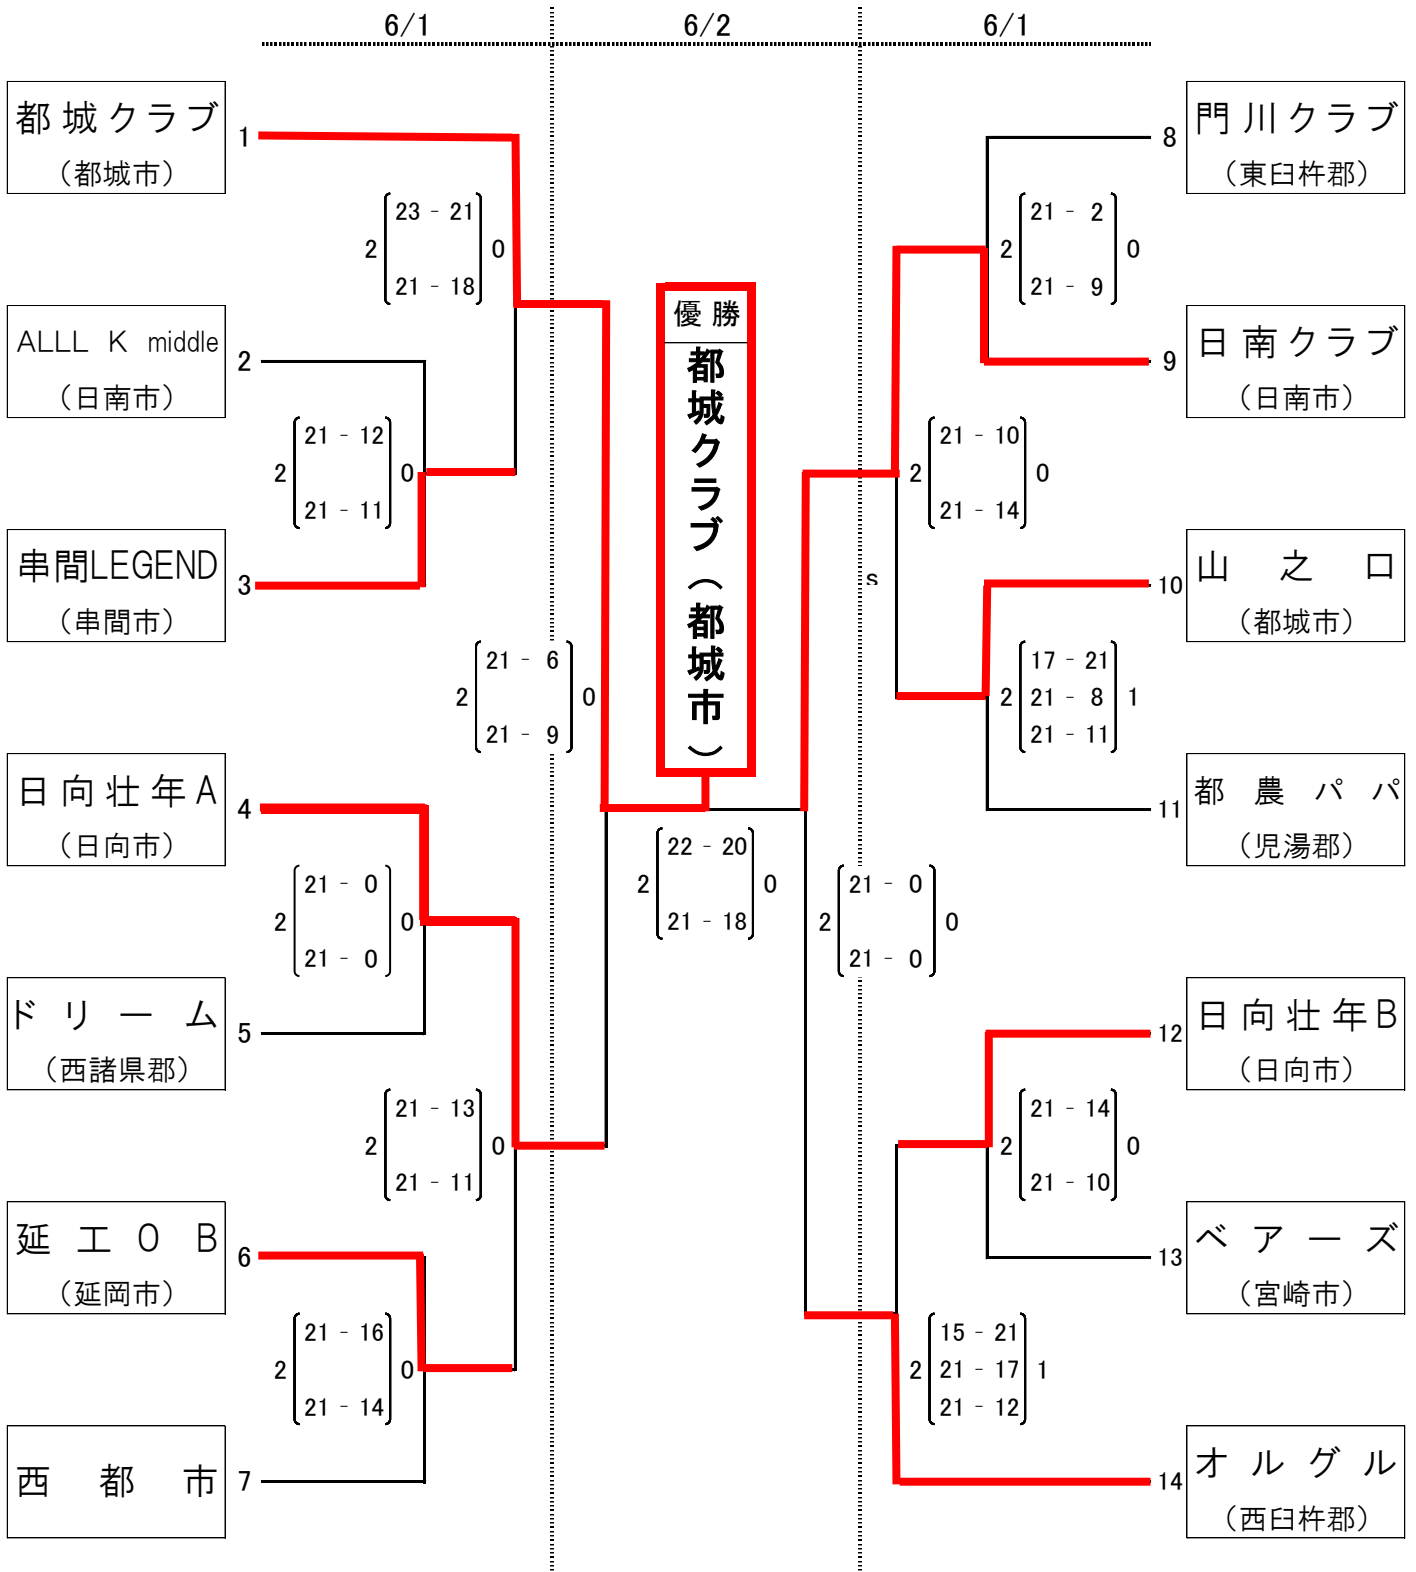 6/1
6/2
6/1
都城クラブ
（都城市）
1
ALLL K middle
（日南市）
2
串間LEGEND
（串間市）
3
日向壮年A
（日向市）
4
ドリーム
（西諸県郡）
5
延工OB
（延岡市）
6
西都市
7
23 - 21
2 0
21 - 18
21 - 12
2 0
21 - 11
21 - 6
2 0
21 - 9
21 - 0
2 0
21 - 0
21 - 13
2 0
21 - 11
21 - 16
2 0
21 - 14
優勝
都城クラブ（都城市）
22 - 20
2 0
21 - 18
門川クラブ
（東臼杵郡）
8
日南クラブ
（日南市）
9
山之口
（都城市）
10
都農パパ
（児湯郡）
11
日向壮年B
（日向市）
12
ベアーズ
（宮崎市）
13
オルグル
（西臼杵郡）
14
21 - 2
2 0
21 - 9
21 - 10
2 0
21 - 14
s
17 - 21
2 21 - 8 1
21 - 11
21 - 0
2 0
21 - 0
21 - 14
2 0
21 - 10
15 - 21
2 21 - 17 1
21 - 12